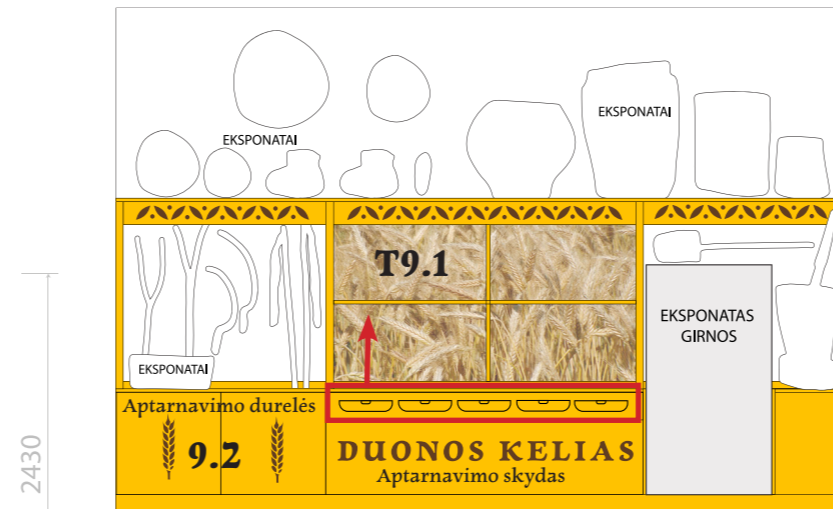 EKSPONATAI
EKSPONATAI
T9.1
EKSPONATAS
GIRNOS
EKSPONATAI
Aptarnavimo durelės
9.2
DUONOS KELIAS
Aptarnavimo skydas
2430